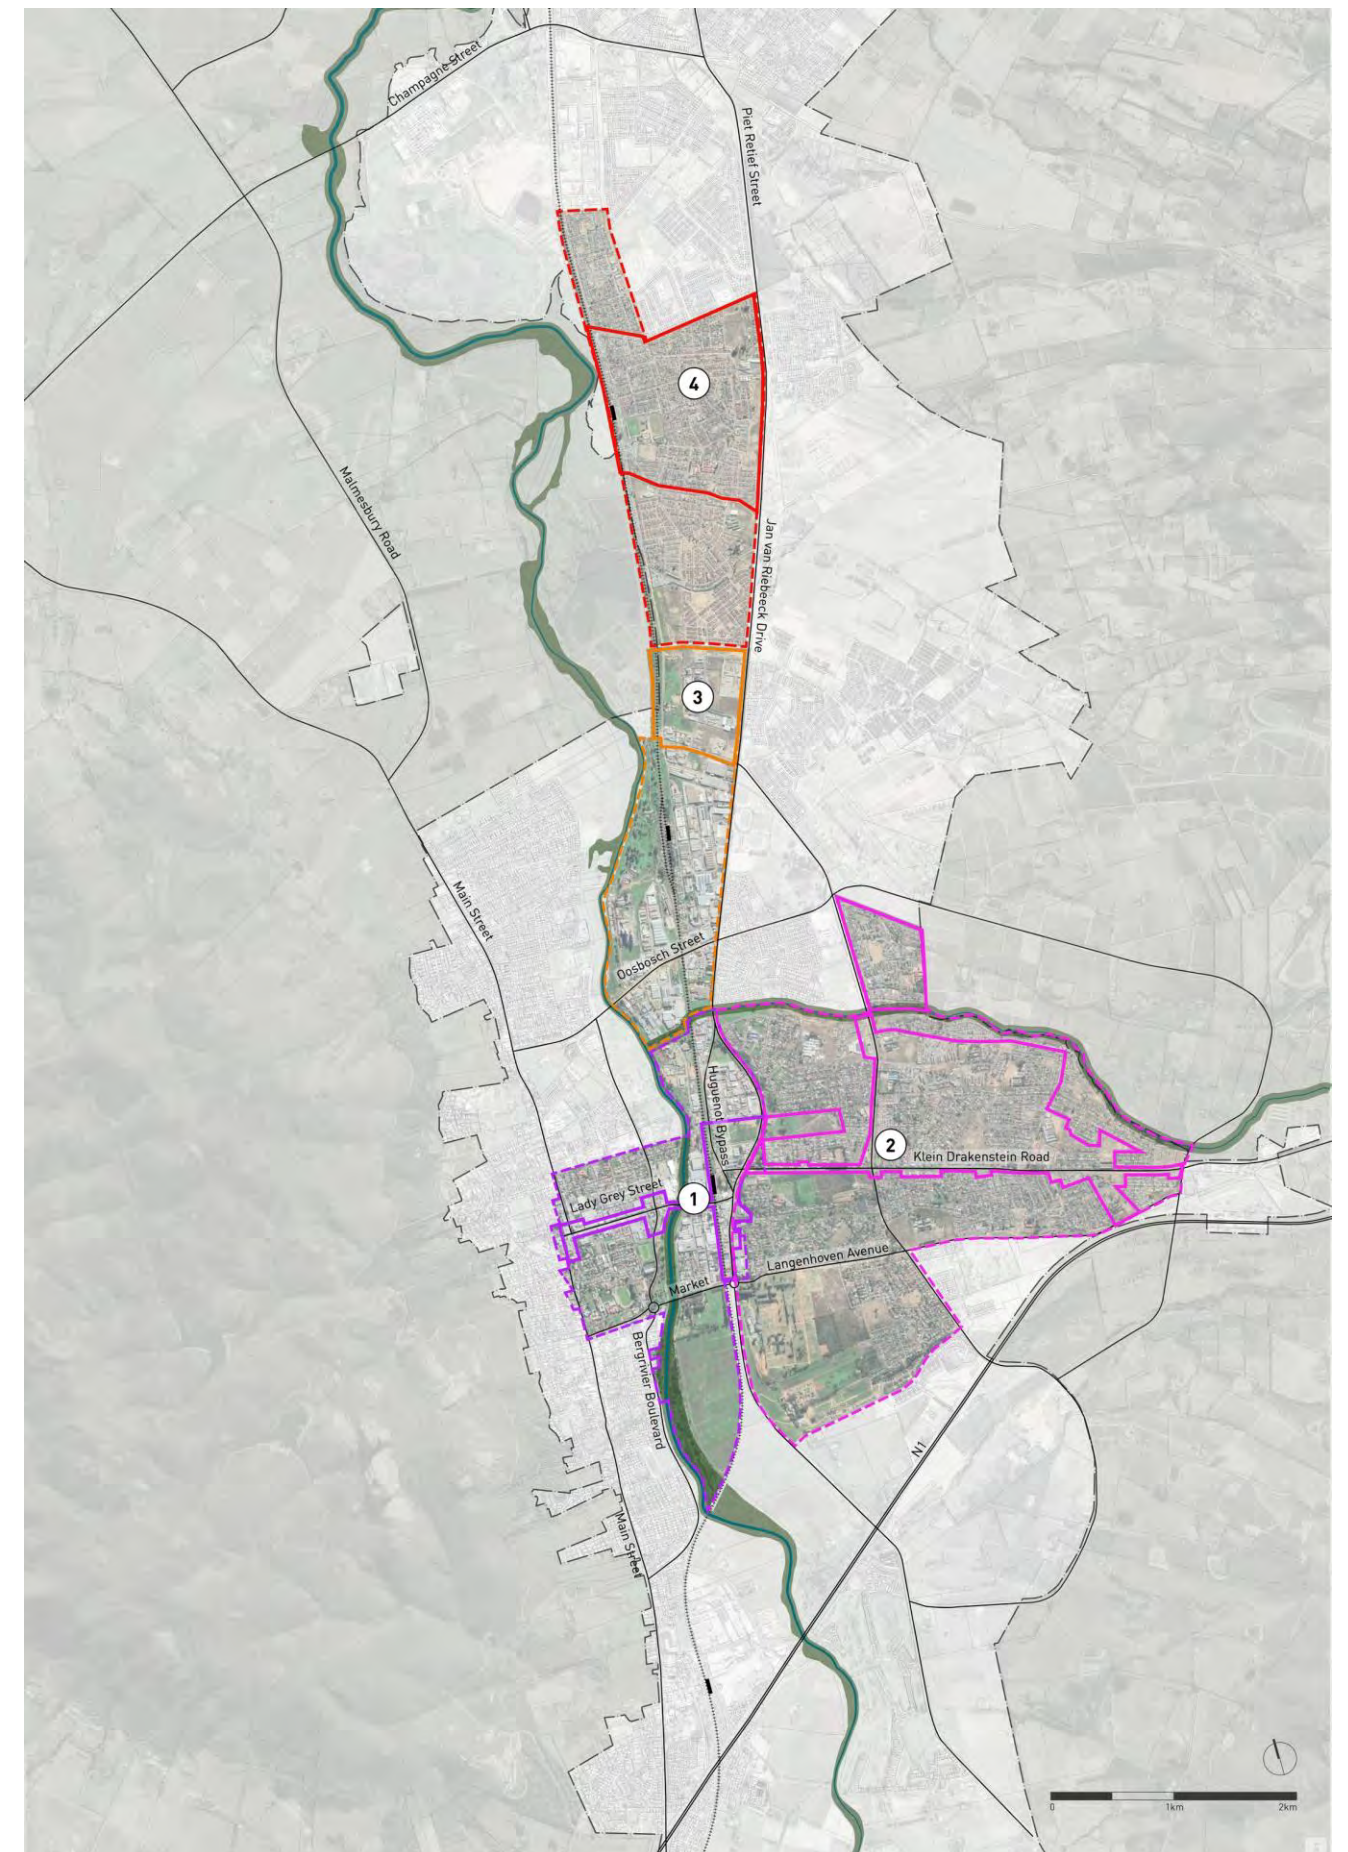 Champagne Street
Piet Retief Street
4
Malmesbury Road
Jan van Riebeeck Drive
3
Main Street
Oosbosch Street
Huguenot Bypass
2
Klein Drakenstein Road
Lady Grey Street
1
Langenhoven Avenue
Market
Bergrivier Boulevard
N1
Main Street
0
1km
2km